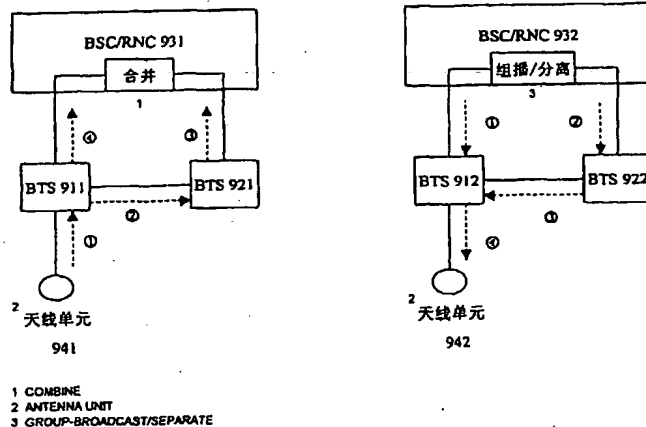 BSC/RNC 931
合并
1
④
③
BTS 911
BTS 921
②
①
2
天线单元
941
BSC/RNC 932
组播/分离
3
①
②
BTS 912
BTS 922
③
④
2
天线单元
942
1 COMBINE
2 ANTENNA UNIT
3 GROUP-BROADCAST/SEPARATE